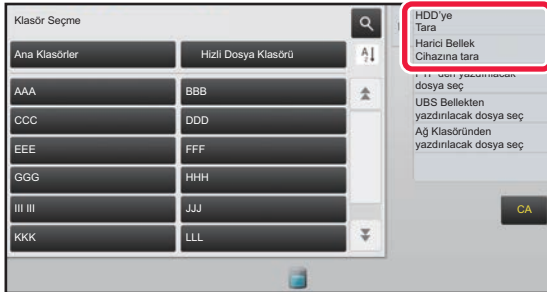 Klasör Seçme
Ana Klasörler
Hizli Dosya Klasörü
AAA
BBB
CCC
DDD
EEE
FFF
GGG
HHH
III III
JJJ
KKK
LLL
HDD'ye
Tara
Harici Bellek
Cihazına tara
dosya seç
UBS Bellekten
yazdırılacak dosya seç
Ağ Klasöründen
yazdırılacak dosya seç
CA